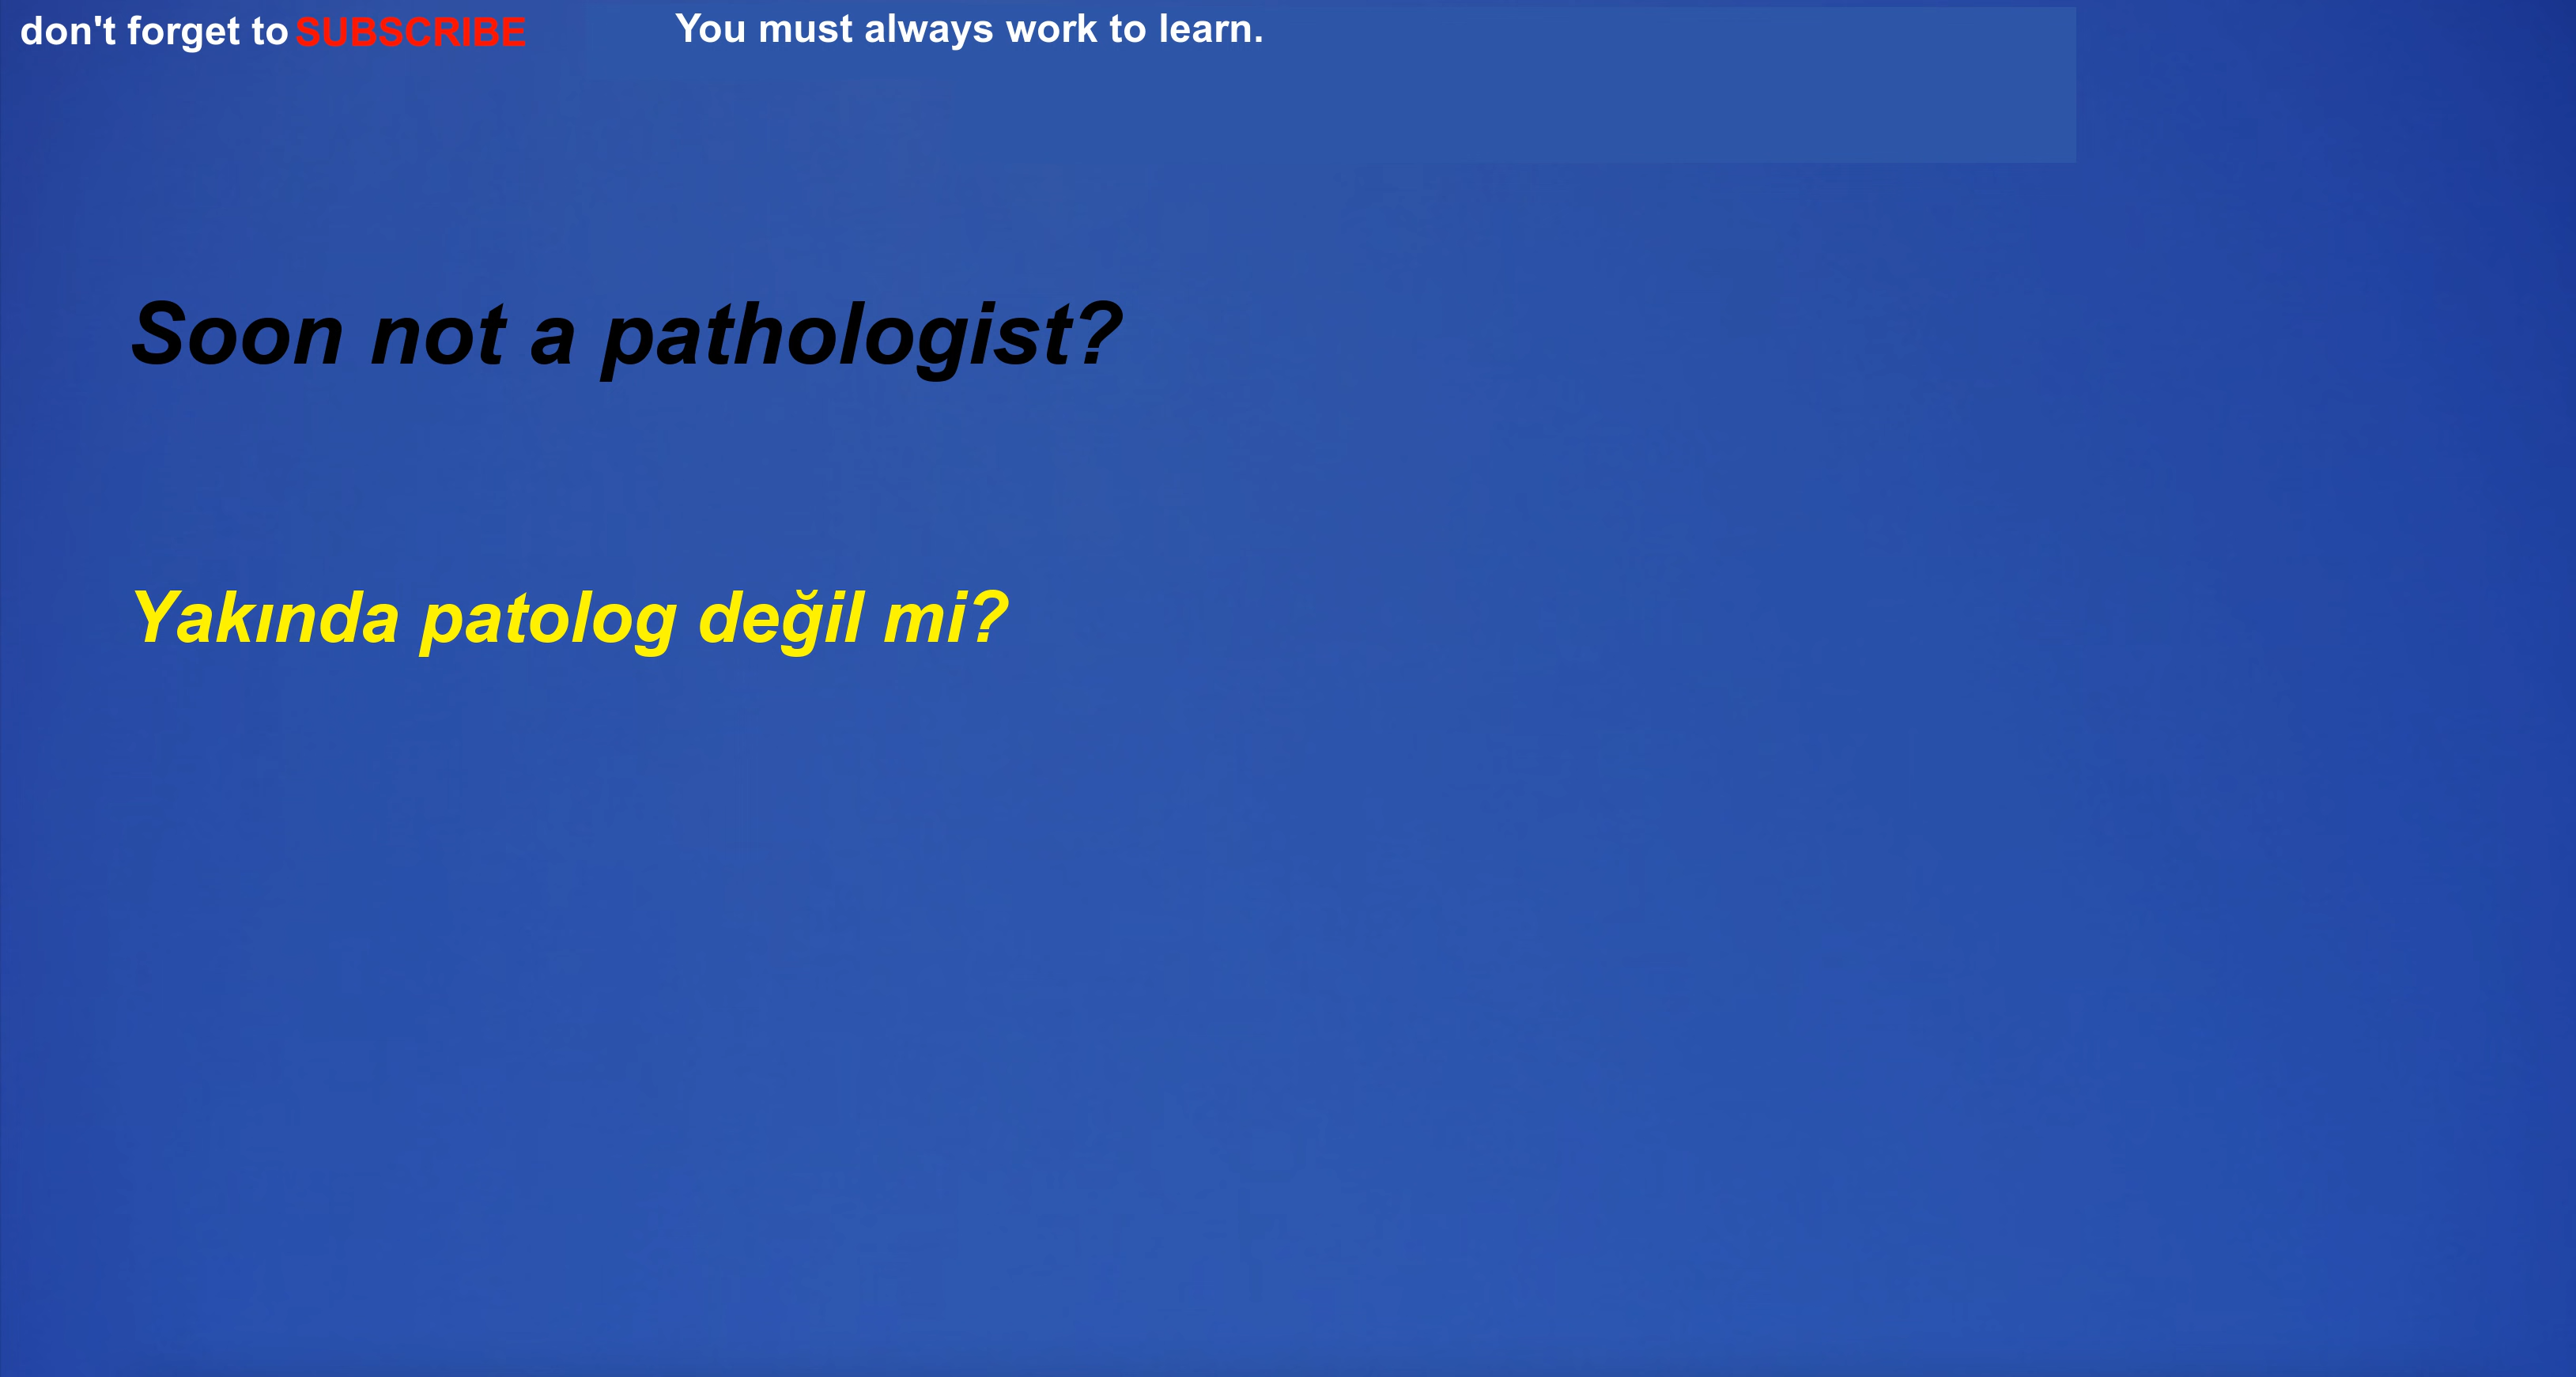 don't forget to SUBSCRIBE
You must always work to learn.
Soon not a pathologist?
Yakında patolog değil mi?